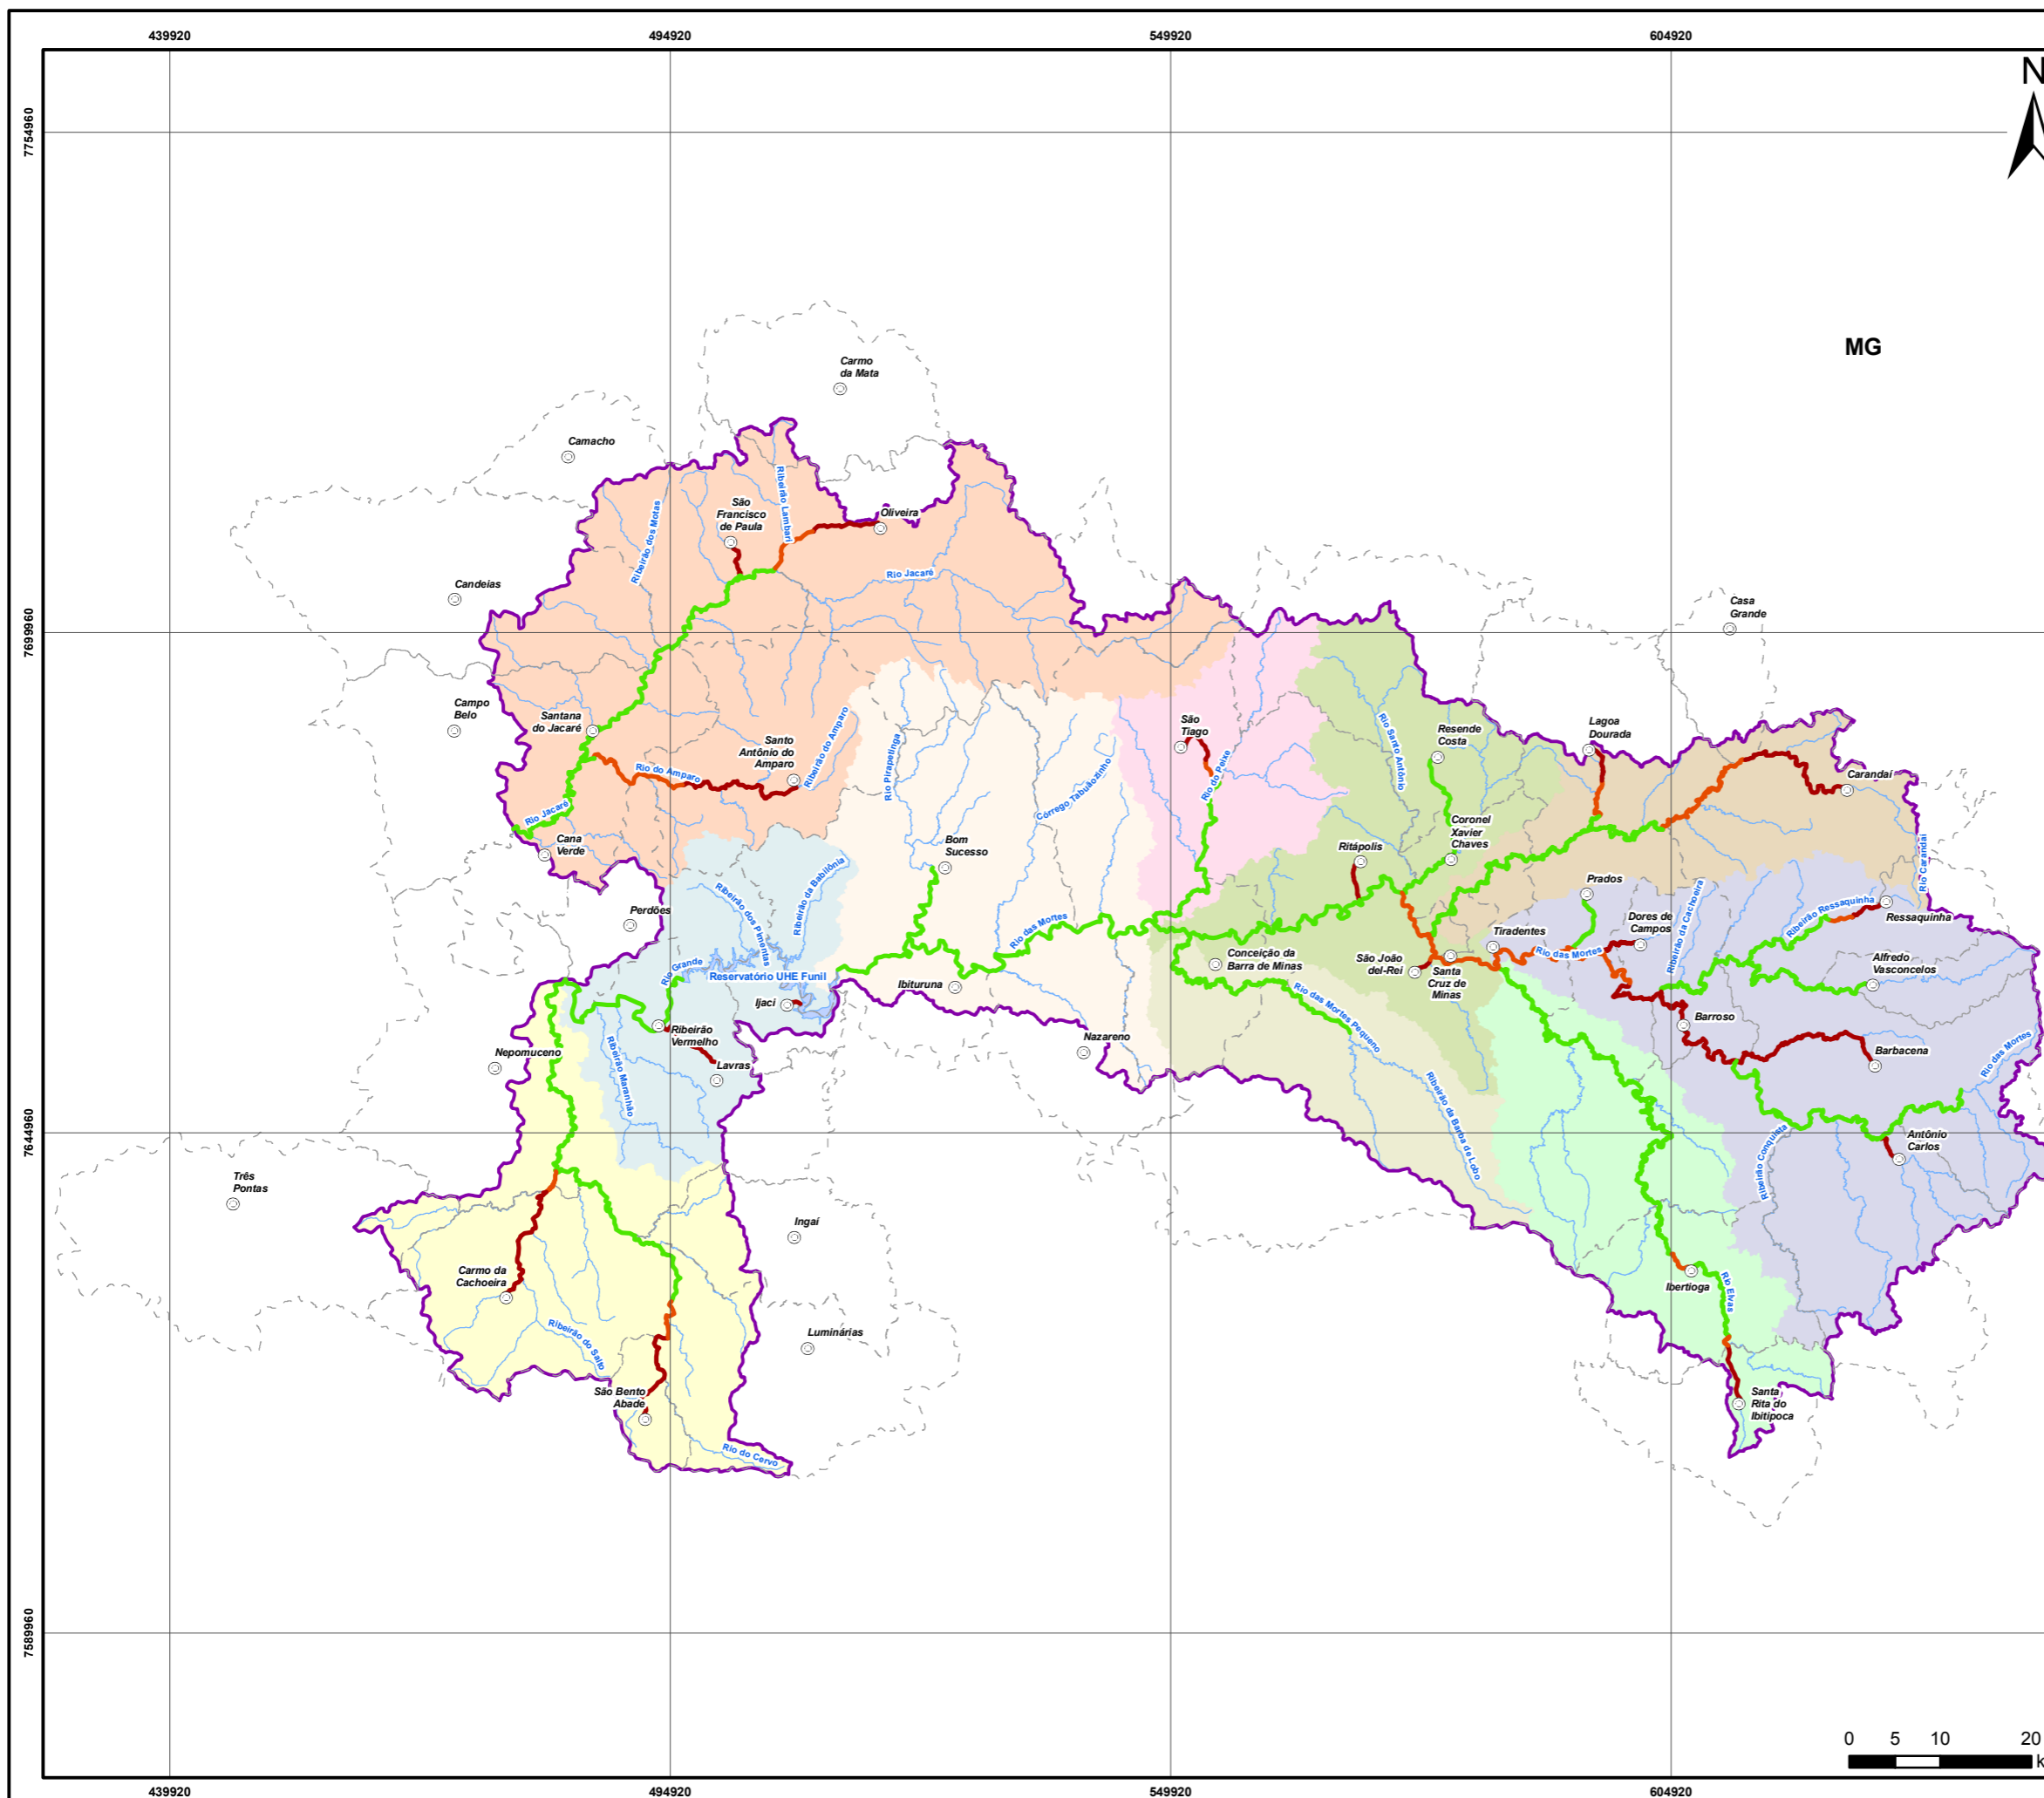 439920
494920
549920
604920
N
7754960
MG
Carmo
da Mata
Camacho
Ribeirão Lambari
Ribeirão dos Motas
São
Francisco
de Paula
Oliveira
Rio Jacaré
Candeias
Casa
Grande
7699960
Campo
Belo
Santana
do Jacaré
Santo
Antônio do
Amparo
Ribeirão do Amparo
Rio do Amparo
Rio Pirapetinga
Córrego Tabuãozinho
São
Tiago
Rio do Peixe
Rio Santo Antônio
Resende
Costa
Lagoa
Dourada
Carandaí
Rio Jacaré
Cana
Verde
Bom
Sucesso
Ritápolis
Coronel
Xavier
Chaves
Rio Carandaí
Ribeirão da Babilônia
Ribeirão dos Pimentas
Perdões
Prados
Dores de
Campos
Ribeirão da Cachoeira
Ribeirão Ressaquinha
Ressaquinha
Rio das Mortes
Tiradentes
Rio das Mortes
Rio Grande
Reservatório UHE Funil
Conceição da
Barra de Minas
São João
del-Rei
Santa
Cruz de
Minas
Alfredo
Vasconcelos
Ijaci
Ibituruna
Rio das Mortes Pequeno
Barroso
Ribeirão
Vermelho
Nazareno
Nepomuceno
Lavras
Ribeirão Maranhão
Barbacena
Rio das Mortes
Ribeirão da Barba de Lobo
7644960
Antônio
Carlos
Ribeirão Conquista
Três
Pontas
Ingaí
Carmo da
Cachoeira
Ibertioga
Rio Elvas
Ribeirão do Salto
Luminárias
São Bento
Abade
Santa
Rita do
Ibitipoca
Rio do Cervo
7589960
0 5 10 20
439920
494920
549920
604920